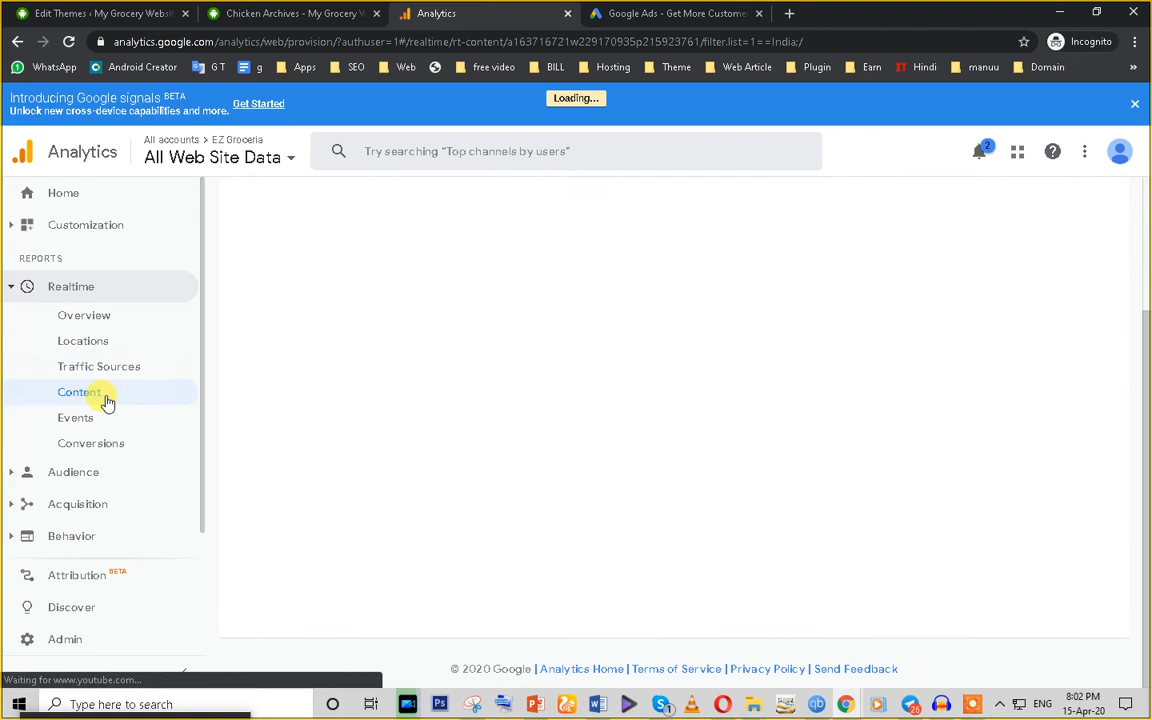 Edit Themes ‹ My Grocery Websit
Chicken Archives - My Grocery W
Analytics
Google Ads - Get More Custome
analytics.google.com/analytics/web/provision/?authuser=1#/realtime/rt-content/a163716721w229170935p215923761/filter.list=1==India;/
Incognito
WhatsApp
Android Creator
G T
g
Apps
SEO
Web
free video
BILL
Hosting
Theme
Web Article
Plugin
Earn
IT
Hindi
manuu
Domain
»
Introducing Google signals BETA
Unlock new cross-device capabilities and more.
Get Started
Loading...
Analytics
All accounts > EZ Groceria
All Web Site Data
Try searching "Top channels by users"
2
Home
Customization
REPORTS
Realtime
Overview
Locations
Traffic Sources
Content
Events
Conversions
Audience
Acquisition
Behavior
Attribution BETA
Discover
Admin
© 2020 Google | Analytics Home | Terms of Service | Privacy Policy | Send Feedback
Waiting for www.youtube.com...
Type here to search
ENG
8:02 PM
15-Apr-20